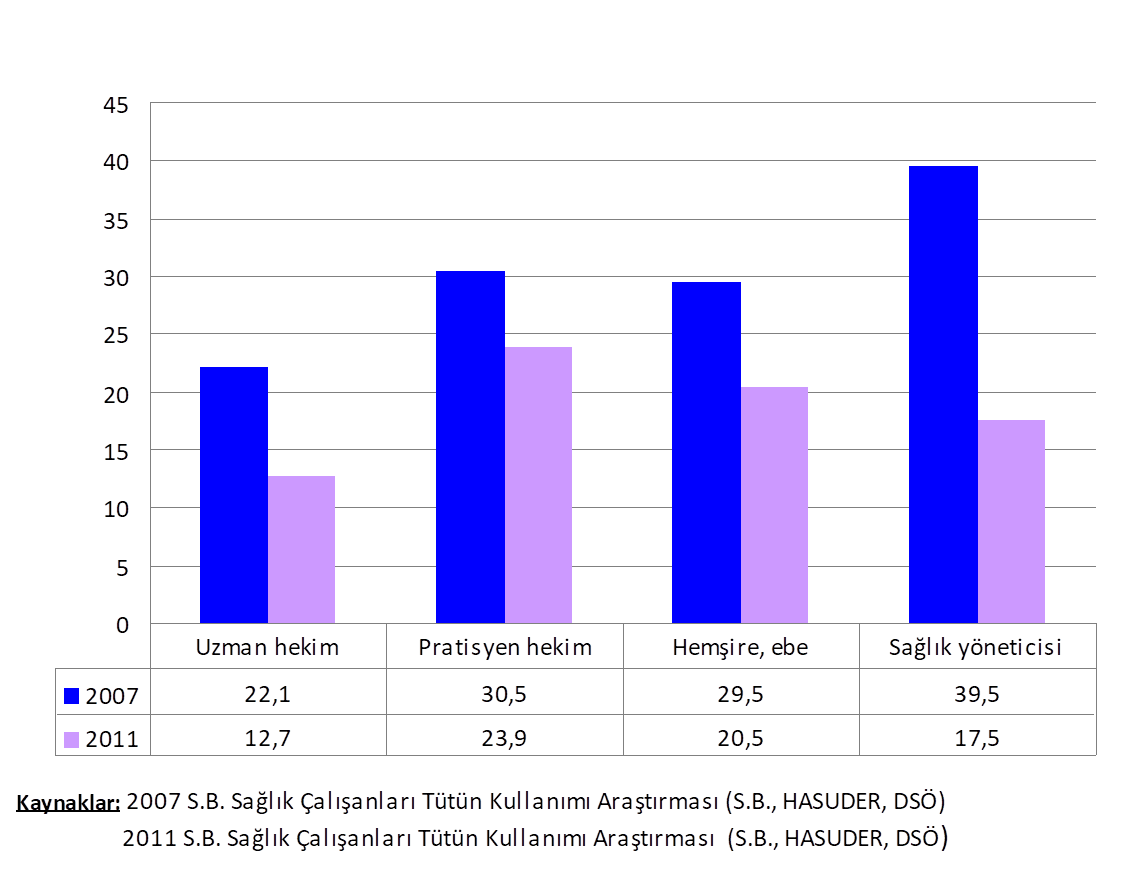 45
40
35
30
25
20
15
10
5
0
Uzman hekim Pratisyen hekim Hemşire, ebe Sağlık yöneticisi
2007 22,1 30,5 29,5 39,5
2011 12,7 23,9 20,5 17,5
Kaynaklar: 2007 S.B. Sağlık Çalışanları Tütün Kullanımı Araştırması (S.B., HASUDER, DSÖ)
2011 S.B. Sağlık Çalışanları Tütün Kullanımı Araştırması (S.B., HASUDER, DSÖ)